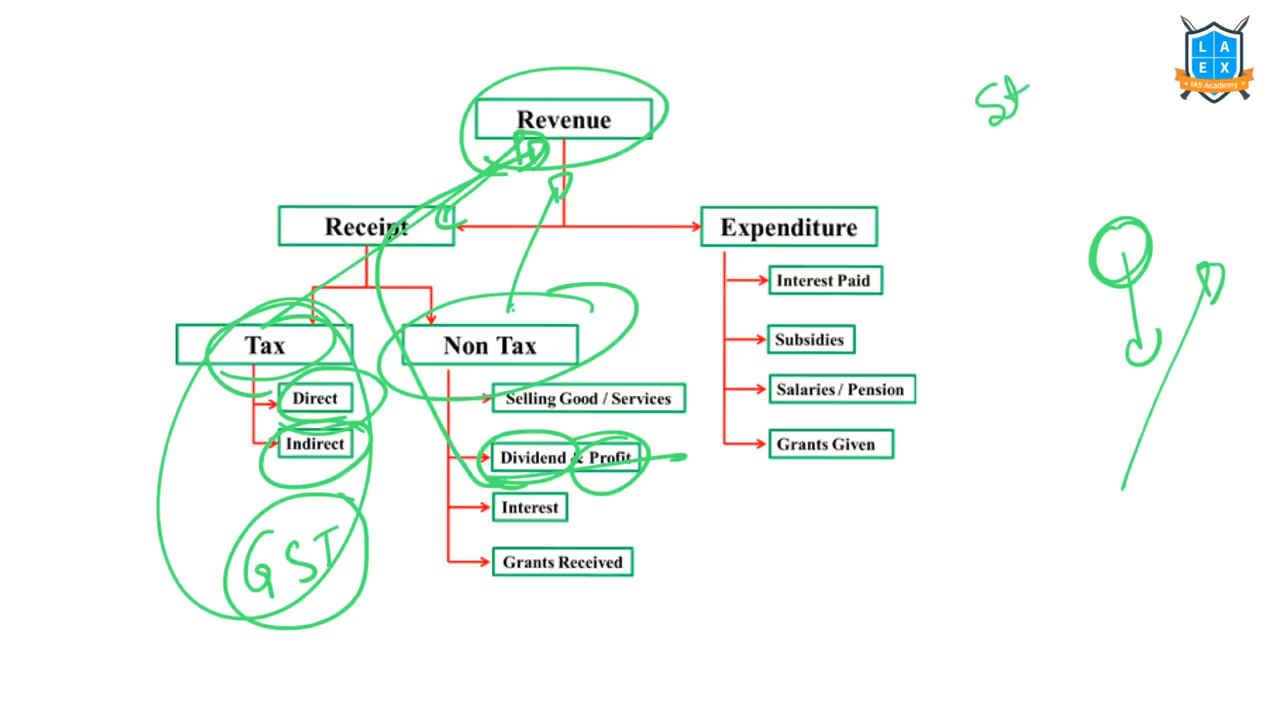 L A
E X
IAS Academy
St
Revenue
Receipt
Expenditure
Interest Paid
Tax
Non Tax
Subsidies
Direct
Selling Good / Services
Salaries / Pension
Indirect
Dividend & Profit
Grants Given
Interest
GST
Grants Received